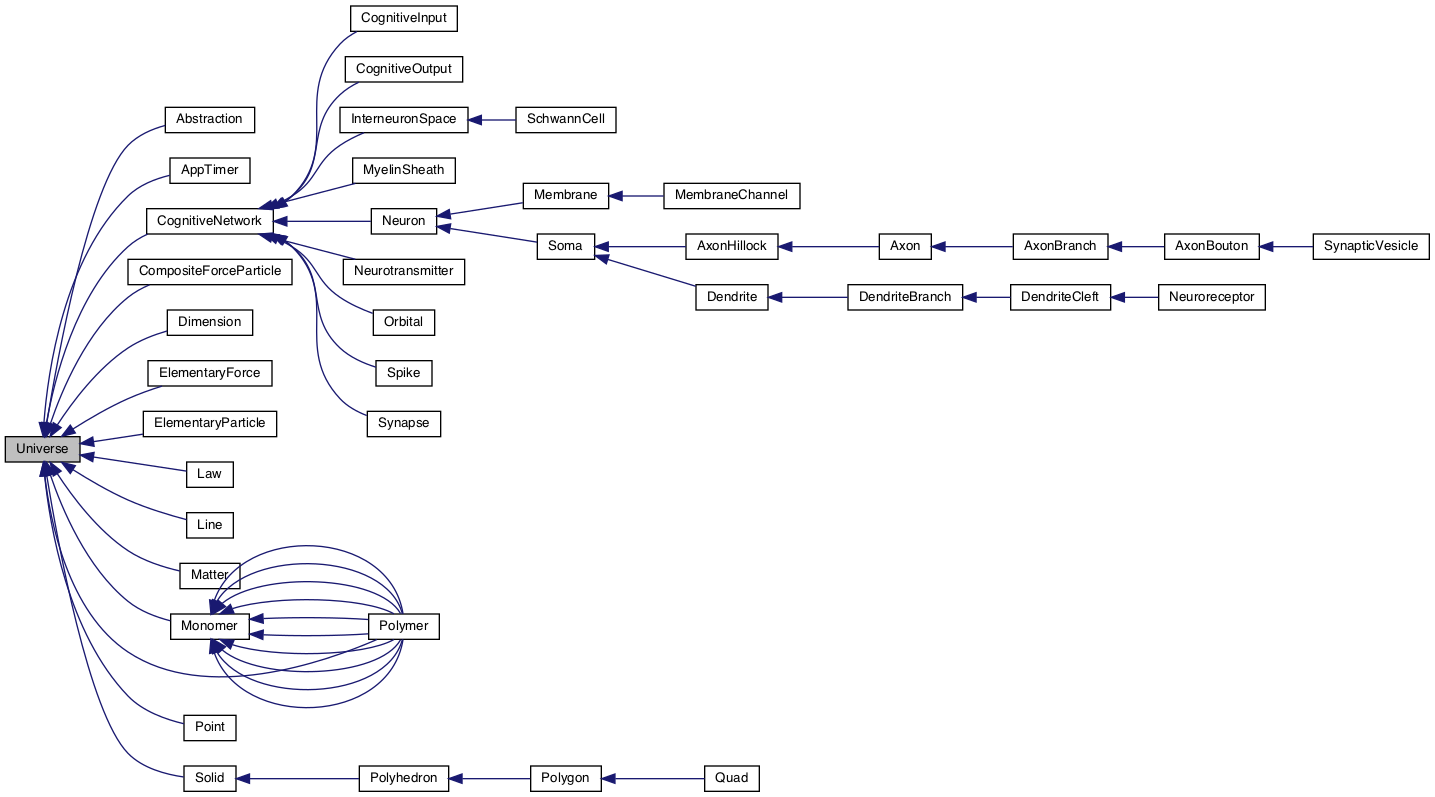 CognitiveInput
CognitiveOutput
Abstraction
InterneuronSpace
SchwannCell
AppTimer
MyelinSheath
Membrane
MembraneChannel
CognitiveNetwork
Neuron
Soma
AxonHillock
Axon
AxonBranch
AxonBouton
SynapticVesicle
CompositeForceParticle
Neurotransmitter
Dendrite
DendriteBranch
DendriteCleft
Neuroreceptor
Dimension
Orbital
ElementaryForce
Spike
ElementaryParticle
Synapse
Universe
Law
Line
Matter
Monomer
Polymer
Point
Solid
Polyhedron
Polygon
Quad